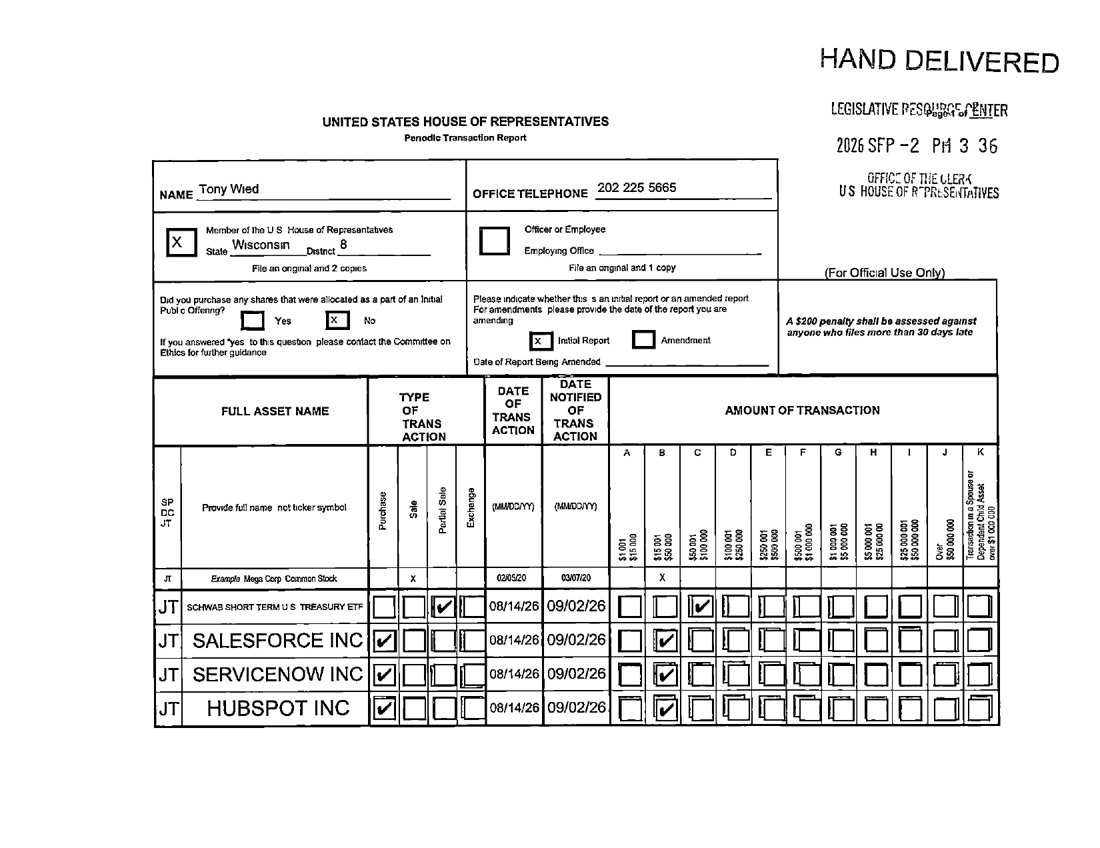 HAND DELIVERED
LEGISLATIVE RESOURCE CENTER
2026 SEP -2 PM 3 36
OFFICE OF THE CLERK
U S HOUSE OF REPRESENTATIVES
UNITED STATES HOUSE OF REPRESENTATIVES
Periodic Transaction Report
NAME Tony Wied
OFFICE TELEPHONE 202 225 5665
X
Member of the U S House of Representatives
State Wisconsin District 8
File an original and 2 copies
Officer or Employee
Employing Office
File an original and 1 copy
(For Official Use Only)
Did you purchase any shares that were allocated as a part of an Initial
Public Offering?
Yes X No
If you answered "yes to this question please contact the Committee on
Ethics for further guidance
Please indicate whether this is an initial report or an amended report
For amendments please provide the date of the report you are
amending
X Initial Report Amendment
Date of Report Being Amended
A $200 penalty shall be assessed against
anyone who files more than 30 days late
FULL ASSET NAME
TYPE
OF
TRANS
ACTION
DATE
OF
TRANS
ACTION
DATE
NOTIFIED
OF
TRANS
ACTION
AMOUNT OF TRANSACTION
SP
DC
JT
Provide full name not ticker symbol
Purchase
Sale
Partial Sale
Exchange
(MM/DD/YY)
(MM/DD/YY)
A
$1 001
$15 000
B
$15 001
$50 000
C
$50 001
$100 000
D
$100 001
$250 000
E
$250 001
$500 000
F
$500 001
$1 000 000
G
$1 000 001
$5 000 000
H
$5 000 001
$25 000 00
I
$25 000 001
$50 000 000
J
Over
$50 000 000
K
Transaction in a Spouse or
Dependent Child Asset
over $1 000 000
JT Example Mega Corp Common Stock X 02/05/20 03/07/20 X
JT SCHWAB SHORT TERM U S TREASURY ETF ✔ 08/14/26 09/02/26 ✔
JT SALESFORCE INC ✔ 08/14/26 09/02/26 ✔
JT SERVICENOW INC ✔ 08/14/26 09/02/26 ✔
JT HUBSPOT INC ✔ 08/14/26 09/02/26 ✔